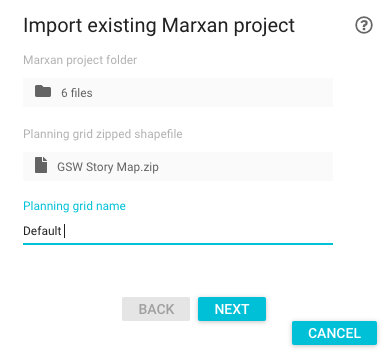 Import existing Marxan project
Marxan project folder
6 files
Planning grid zipped shapefile
GSW Story Map.zip
Planning grid name
Default
BACK NEXT
CANCEL